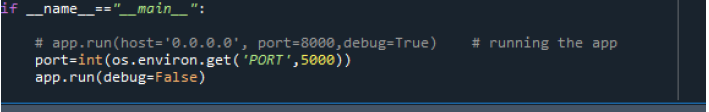 if __name__=="__main__":
# app.run(host='0.0.0.0', port=8000,debug=True)    # running the app
port=int(os.environ.get('PORT',5000))
app.run(debug=False)